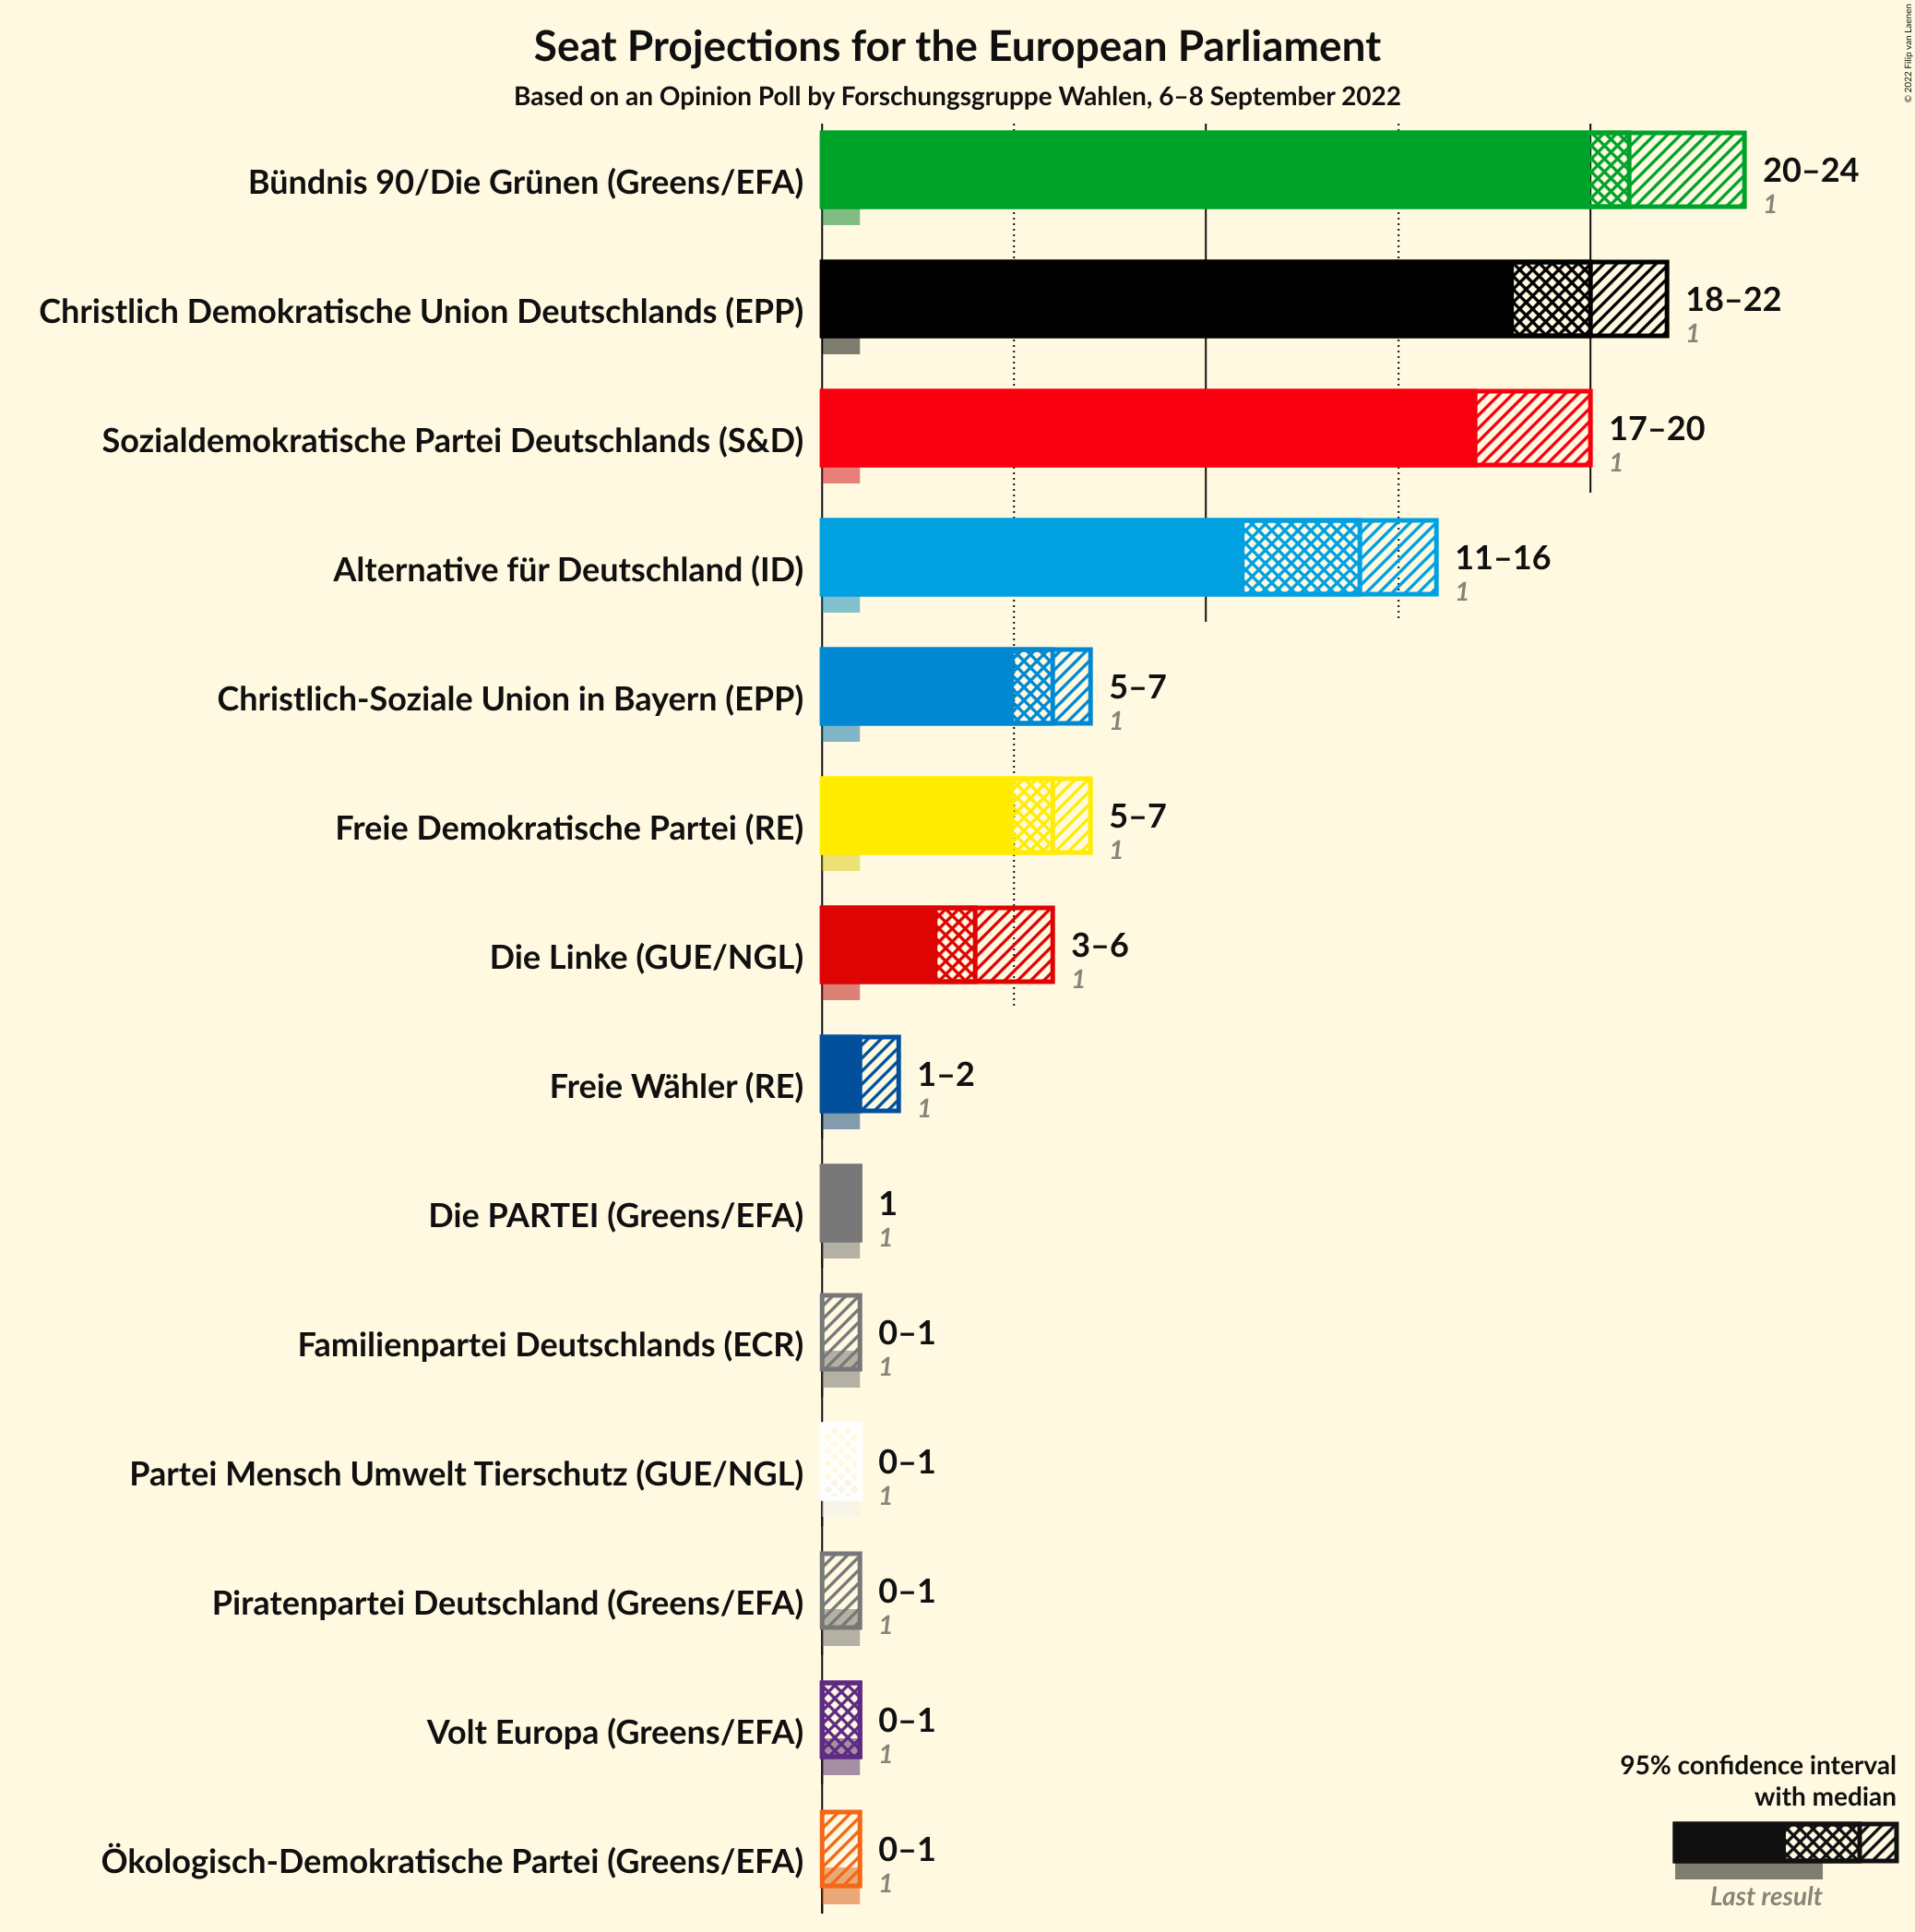 Seat Projections for the European Parliament
Based on an Opinion Poll by Forschungsgruppe Wahlen, 6–8 September 2022
© 2022 Filip van Laenen
Bündnis 90/Die Grünen (Greens/EFA)
20–24
1
Christlich Demokratische Union Deutschlands (EPP)
18–22
1
Sozialdemokratische Partei Deutschlands (S&D)
17–20
1
Alternative für Deutschland (ID)
11–16
1
Christlich-Soziale Union in Bayern (EPP)
5–7
1
Freie Demokratische Partei (RE)
5–7
1
Die Linke (GUE/NGL)
3–6
1
Freie Wähler (RE)
1–2
1
Die PARTEI (Greens/EFA)
1
1
Familienpartei Deutschlands (ECR)
0–1
1
Partei Mensch Umwelt Tierschutz (GUE/NGL)
0–1
1
Piratenpartei Deutschland (Greens/EFA)
0–1
1
Volt Europa (Greens/EFA)
0–1
1
Ökologisch-Demokratische Partei (Greens/EFA)
0–1
1
95% confidence interval
with median
Last result